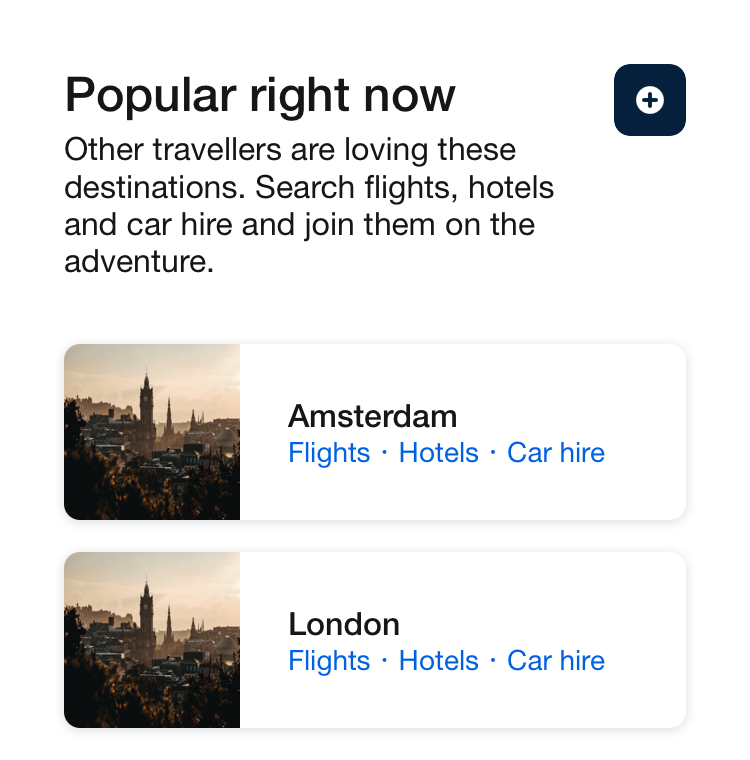 Popular right now
Other travellers are loving these
destinations. Search flights, hotels
and car hire and join them on the
adventure.
Amsterdam
Flights · Hotels · Car hire
London
Flights · Hotels · Car hire